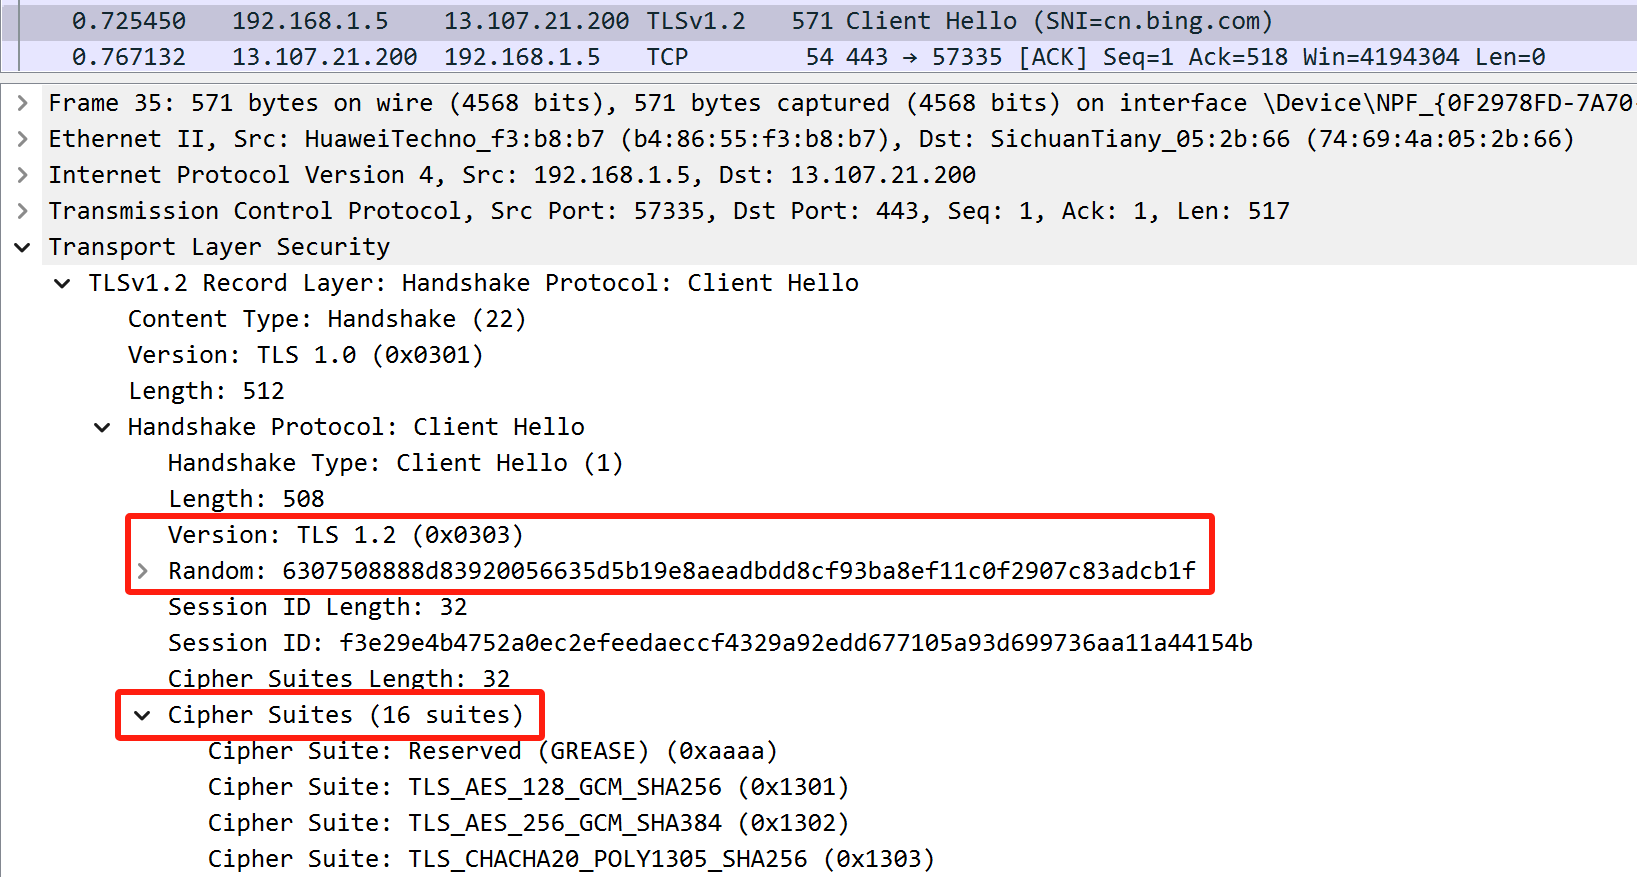 0.725450 192.168.1.5 13.107.21.200 TLSv1.2 571 Client Hello (SNI=cn.bing.com)
0.767132 13.107.21.200 192.168.1.5 TCP 54 443 → 57335 [ACK] Seq=1 Ack=518 Win=4194304 Len=0
Frame 35: 571 bytes on wire (4568 bits), 571 bytes captured (4568 bits) on interface \Device\NPF_{0F2978FD-7A70-
Ethernet II, Src: HuaweiTechno_f3:b8:b7 (b4:86:55:f3:b8:b7), Dst: SichuanTiany_05:2b:66 (74:69:4a:05:2b:66)
Internet Protocol Version 4, Src: 192.168.1.5, Dst: 13.107.21.200
Transmission Control Protocol, Src Port: 57335, Dst Port: 443, Seq: 1, Ack: 1, Len: 517
Transport Layer Security
TLSv1.2 Record Layer: Handshake Protocol: Client Hello
Content Type: Handshake (22)
Version: TLS 1.0 (0x0301)
Length: 512
Handshake Protocol: Client Hello
Handshake Type: Client Hello (1)
Length: 508
Version: TLS 1.2 (0x0303)
Random: 6307508888d83920056635d5b19e8aeadbdd8cf93ba8ef11c0f2907c83adcb1f
Session ID Length: 32
Session ID: f3e29e4b4752a0ec2efeedaeccf4329a92edd677105a93d699736aa11a44154b
Cipher Suites Length: 32
Cipher Suites (16 suites)
Cipher Suite: Reserved (GREASE) (0xaaaa)
Cipher Suite: TLS_AES_128_GCM_SHA256 (0x1301)
Cipher Suite: TLS_AES_256_GCM_SHA384 (0x1302)
Cipher Suite: TLS_CHACHA20_POLY1305_SHA256 (0x1303)